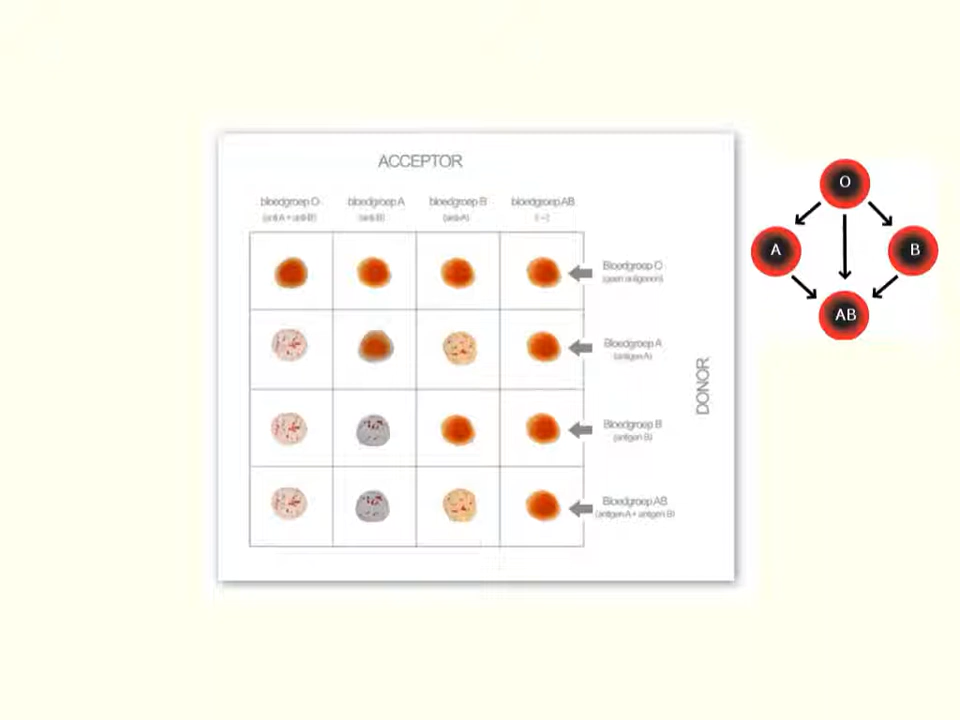 ACCEPTOR
bloedgroep O bloedgroep A bloedgroep B bloedgroep AB
(anti A + anti B) (anti B) (anti A) (-)
Bloedgroep O
(geen antigenen)
Bloedgroep A
(antigen A)
Bloedgroep B
(antigen B)
Bloedgroep AB
(antigen A + antigen B)
DONOR
O
A
B
AB